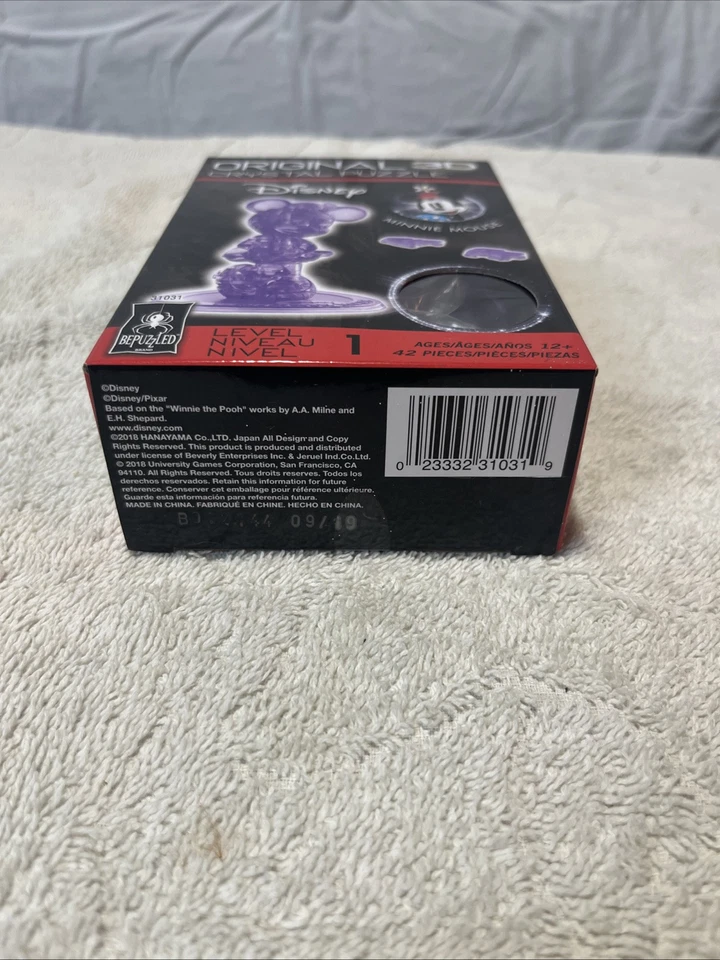 ORIGINAL 3D
CRYSTAL PUZZLE
Disney
MINNIE MOUSE
31031
BEPUZZLED
BRAND
LEVEL
NIVEAU
NIVEL
1
AGES/ÂGES/AÑOS 12+
42 PIECES/PIÈCES/PIEZAS
©Disney
©Disney/Pixar
Based on the "Winnie the Pooh" works by A.A. Milne and
E.H. Shepard.
www.disney.com
©2018 HANAYAMA Co.,LTD. Japan All Design and Copy
Rights Reserved. This product is produced and distributed
under license of Beverly Enterprises Inc. & Jeruel Ind.Co.Ltd.
© 2018 University Games Corporation, San Francisco, CA
94110. All Rights Reserved. Tous droits reserves. Todos los
derechos reservados. Retain this information for future
reference. Conserver cet emballage pour référence ultérieure.
Guarde esta información para referencia futura.
MADE IN CHINA. FABRIQUÉ EN CHINE. HECHO EN CHINA.
09/19
0 23332 31031 9